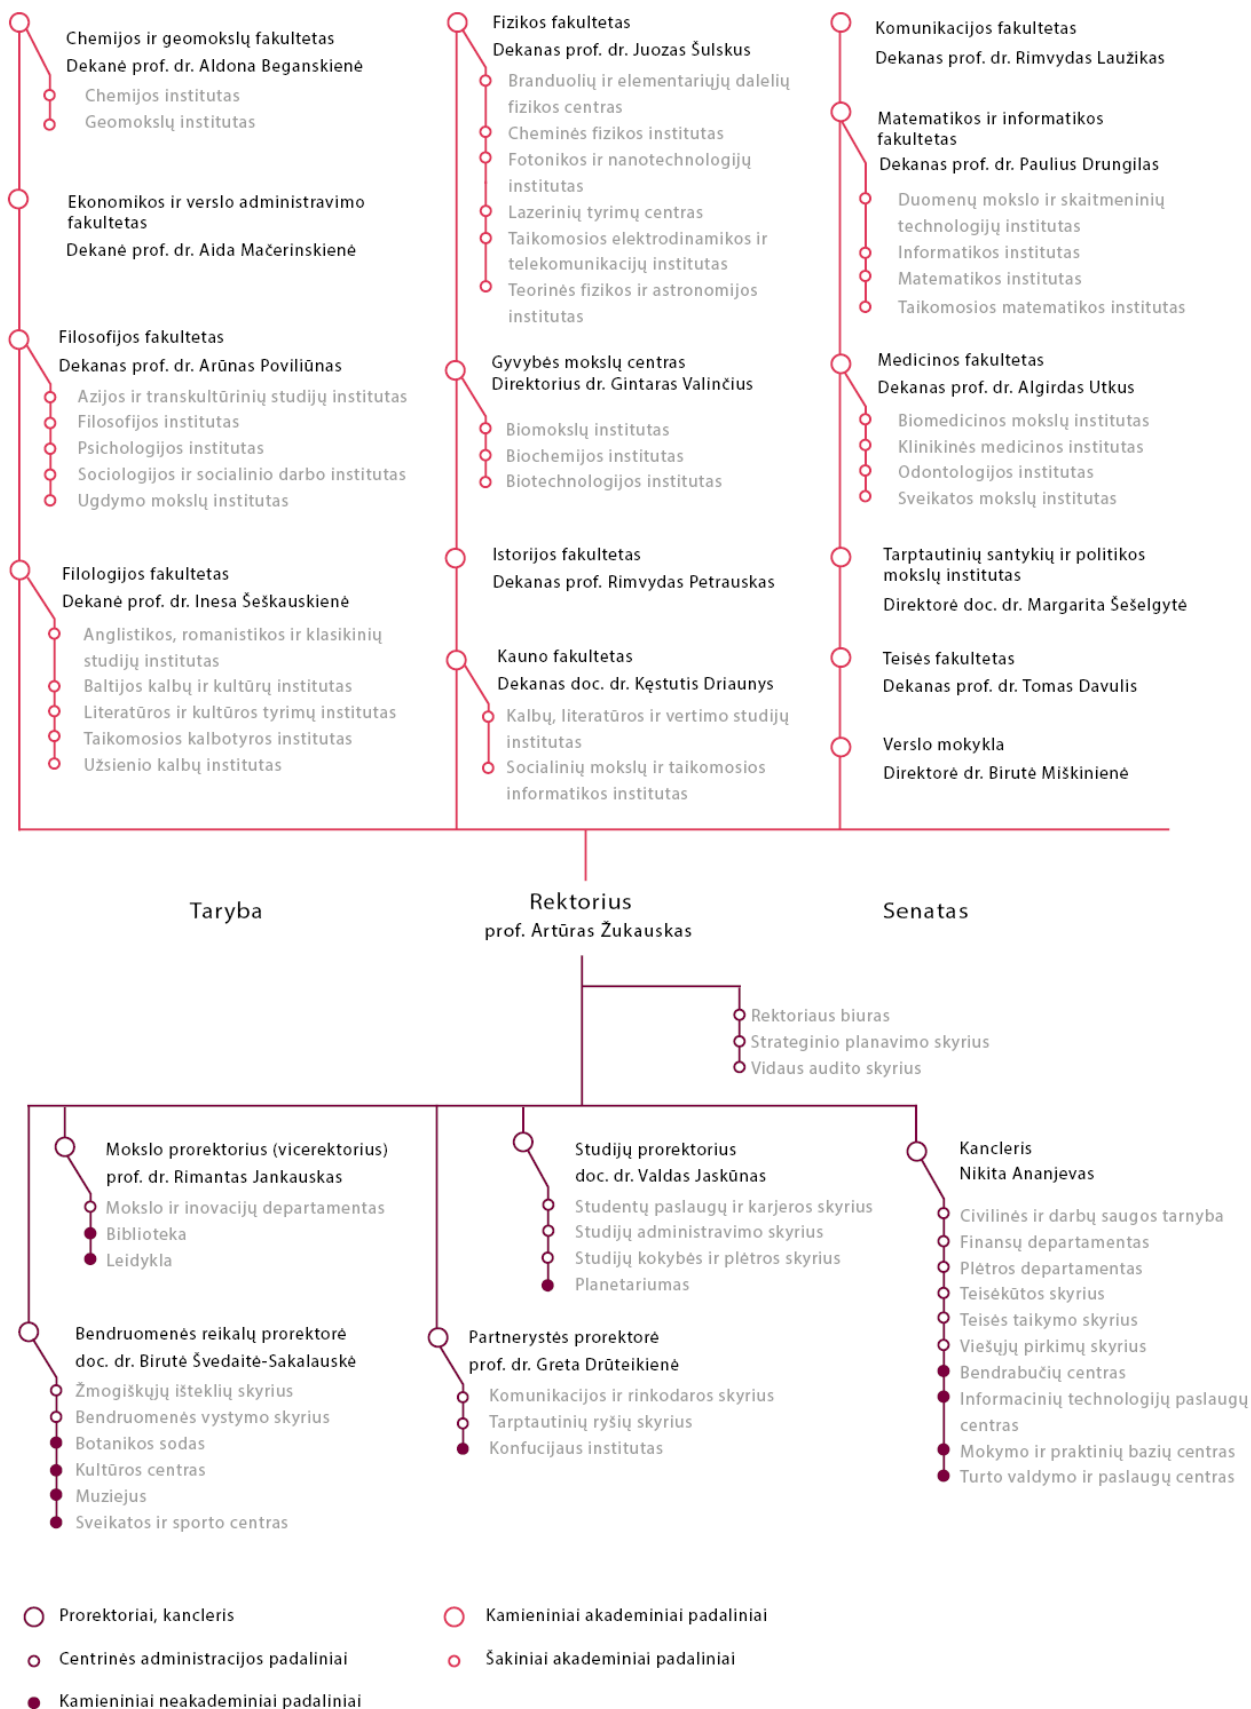 Chemijos ir geomokslų fakultetas
Dekanė prof. dr. Aldona Beganskienė
Chemijos institutas
Geomokslų institutas
Ekonomikos ir verslo administravimo
fakultetas
Dekanė prof. dr. Aida Mačerinskienė
Filosofijos fakultetas
Dekanas prof. dr. Arūnas Poviliūnas
Azijos ir transkultūrinių studijų institutas
Filosofijos institutas
Psichologijos institutas
Sociologijos ir socialinio darbo institutas
Ugdymo mokslų institutas
Filologijos fakultetas
Dekanė prof. dr. Inesa Šeškauskienė
Anglistikos, romanistikos ir klasikinių
studijų institutas
Baltijos kalbų ir kultūrų institutas
Literatūros ir kultūros tyrimų institutas
Taikomosios kalbotyros institutas
Užsienio kalbų institutas
Fizikos fakultetas
Dekanas prof. dr. Juozas Šulskus
Branduolių ir elementariųjų dalelių
fizikos centras
Cheminės fizikos institutas
Fotonikos ir nanotechnologijų
institutas
Lazerinių tyrimų centras
Taikomosios elektrodinamikos ir
telekomunikacijų institutas
Teorinės fizikos ir astronomijos
institutas
Gyvybės mokslų centras
Direktorius dr. Gintaras Valinčius
Biomokslų institutas
Biochemijos institutas
Biotechnologijos institutas
Istorijos fakultetas
Dekanas prof. Rimvydas Petrauskas
Kauno fakultetas
Dekanas doc. dr. Kęstutis Driaunys
Kalbų, literatūros ir vertimo studijų
institutas
Socialinių mokslų ir taikomosios
informatikos institutas
Komunikacijos fakultetas
Dekanas prof. dr. Rimvydas Laužikas
Matematikos ir informatikos
fakultetas
Dekanas prof. dr. Paulius Drungilas
Duomenų mokslo ir skaitmeninių
technologijų institutas
Informatikos institutas
Matematikos institutas
Taikomosios matematikos institutas
Medicinos fakultetas
Dekanas prof. dr. Algirdas Utkus
Biomedicinos mokslų institutas
Klinikinės medicinos institutas
Odontologijos institutas
Sveikatos mokslų institutas
Tarptautinių santykių ir politikos
mokslų institutas
Direktorė doc. dr. Margarita Šešelgytė
Teisės fakultetas
Dekanas prof. dr. Tomas Davulis
Verslo mokykla
Direktorė dr. Birutė Miškinienė
Taryba
Rektorius
prof. Artūras Žukauskas
Senatas
Rektoriaus biuras
Strateginio planavimo skyrius
Vidaus audito skyrius
Mokslo prorektorius (vicerektorius)
prof. dr. Rimantas Jankauskas
Mokslo ir inovacijų departamentas
Biblioteka
Leidykla
Bendruomenės reikalų prorektorė
doc. dr. Birutė Švedaitė-Sakalauskė
Žmogiškųjų išteklių skyrius
Bendruomenės vystymo skyrius
Botanikos sodas
Kultūros centras
Muziejus
Sveikatos ir sporto centras
Studijų prorektorius
doc. dr. Valdas Jaskūnas
Studentų paslaugų ir karjeros skyrius
Studijų administravimo skyrius
Studijų kokybės ir plėtros skyrius
Planetariumas
Partnerystės prorektorė
prof. dr. Greta Drūteikienė
Komunikacijos ir rinkodaros skyrius
Tarptautinių ryšių skyrius
Konfucijaus institutas
Kancleris
Nikita Ananjevas
Civilinės ir darbų saugos tarnyba
Finansų departamentas
Plėtros departamentas
Teisėkūtos skyrius
Teisės taikymo skyrius
Viešųjų pirkimų skyrius
Bendrabučių centras
Informacinių technologijų paslaugų
centras
Mokymo ir praktinių bazių centras
Turto valdymo ir paslaugų centras
Prorektoriai, kancleris
Centrinės administracijos padaliniai
Kamieniniai neakademiniai padaliniai
Kamieniniai akademiniai padaliniai
Šakiniai akademiniai padaliniai